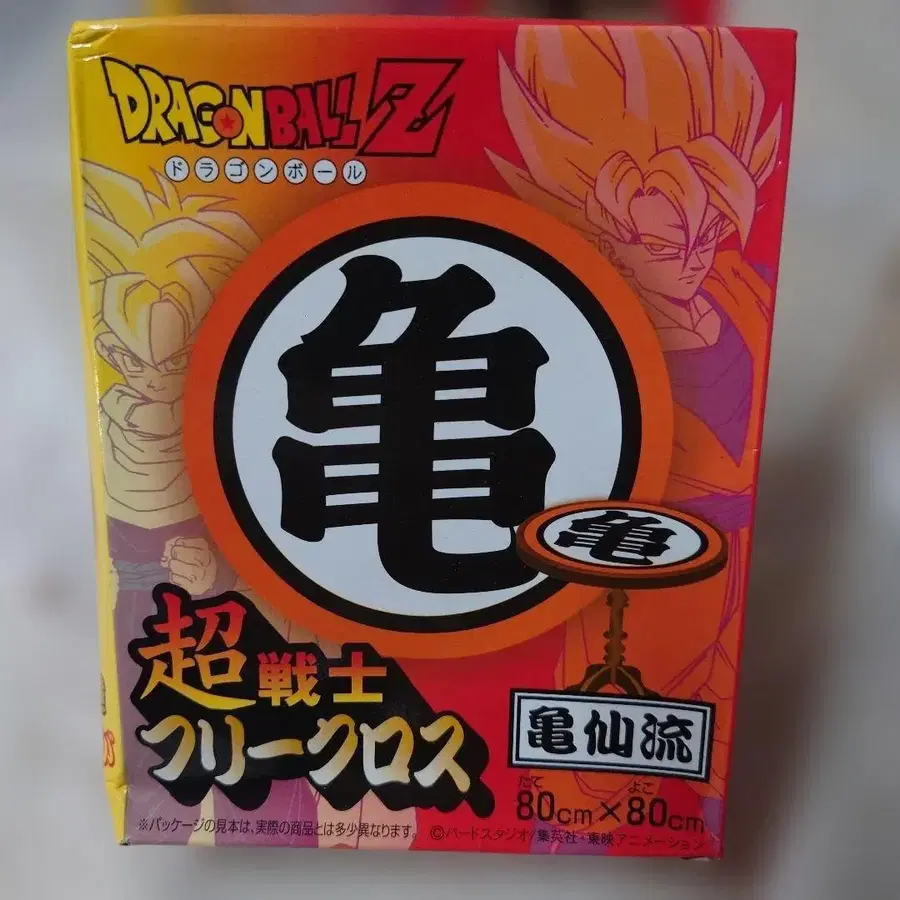 DRAGON BALL Z
ドラゴンボール
亀
亀
超戦士
フリークロス
亀仙流
たて よこ
80cm×80cm
※パッケージの見本は、実際の商品とは多少異なります。 ©バードスタジオ/集英社・東映アニメーション